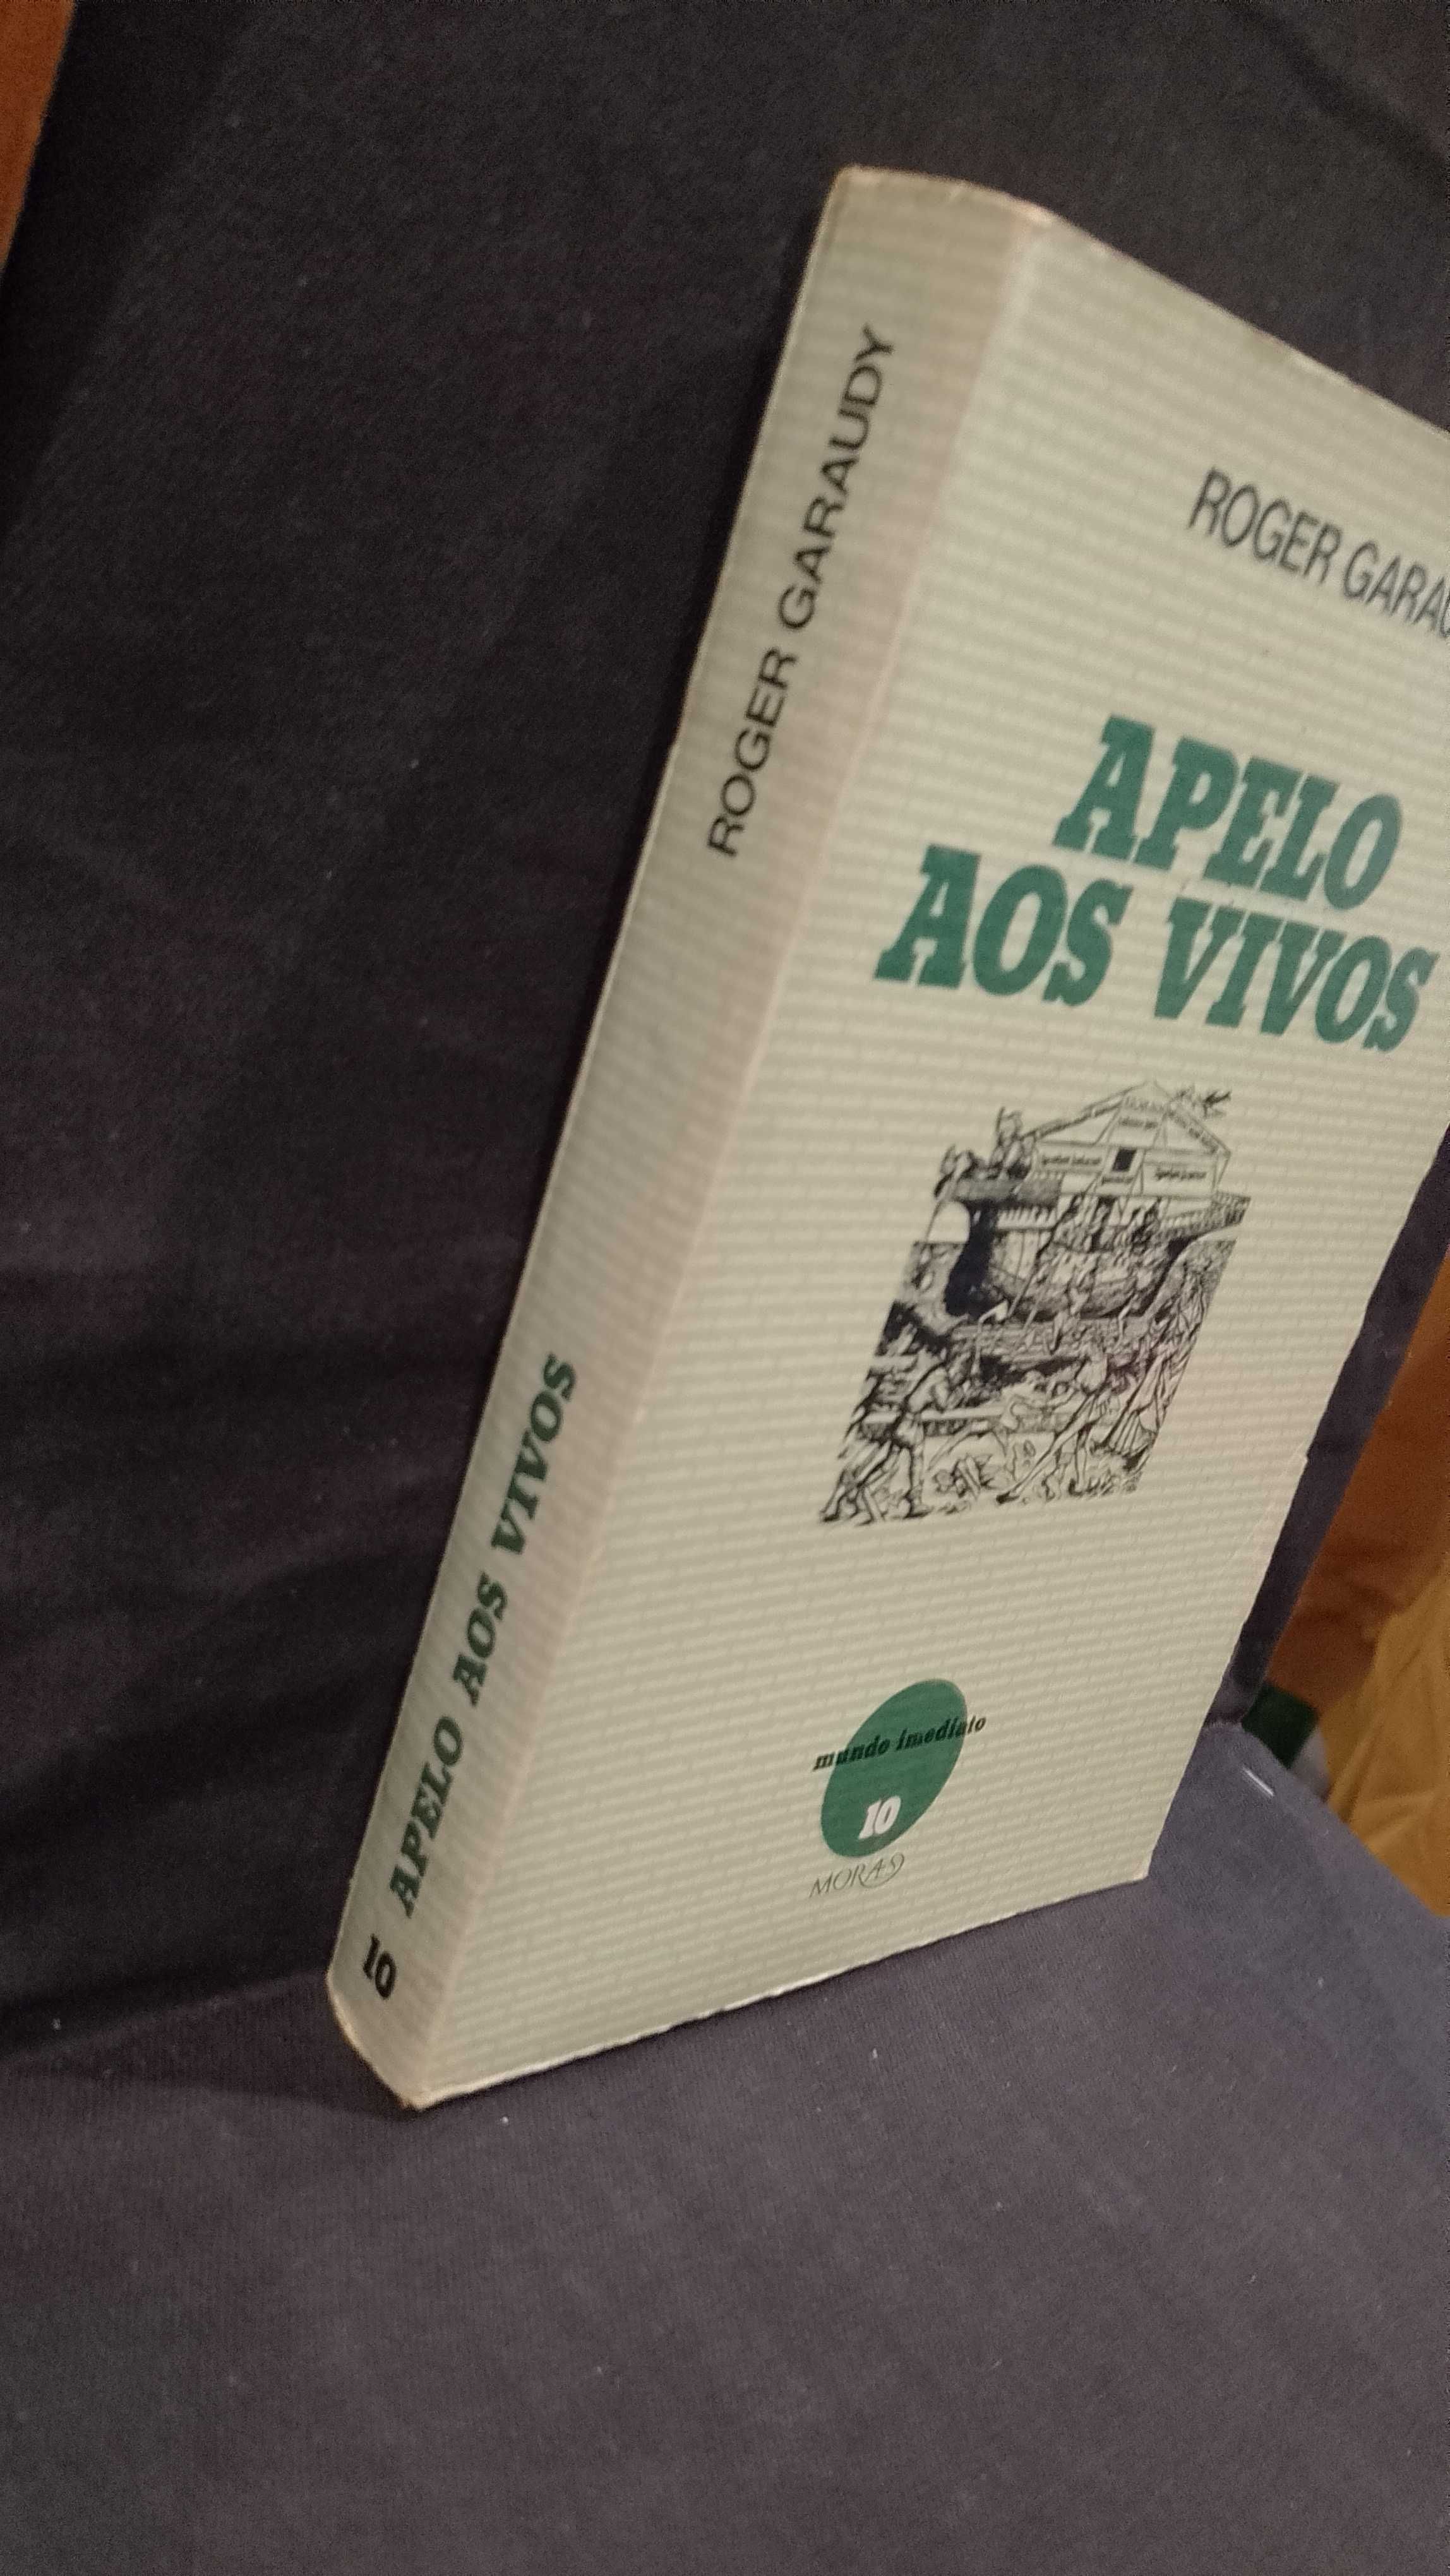 ROGER GARAUDY
APELO AOS VIVOS
10
ROGER GARAU
APELO
AOS VIVOS
mundo imediato
10
MORAES